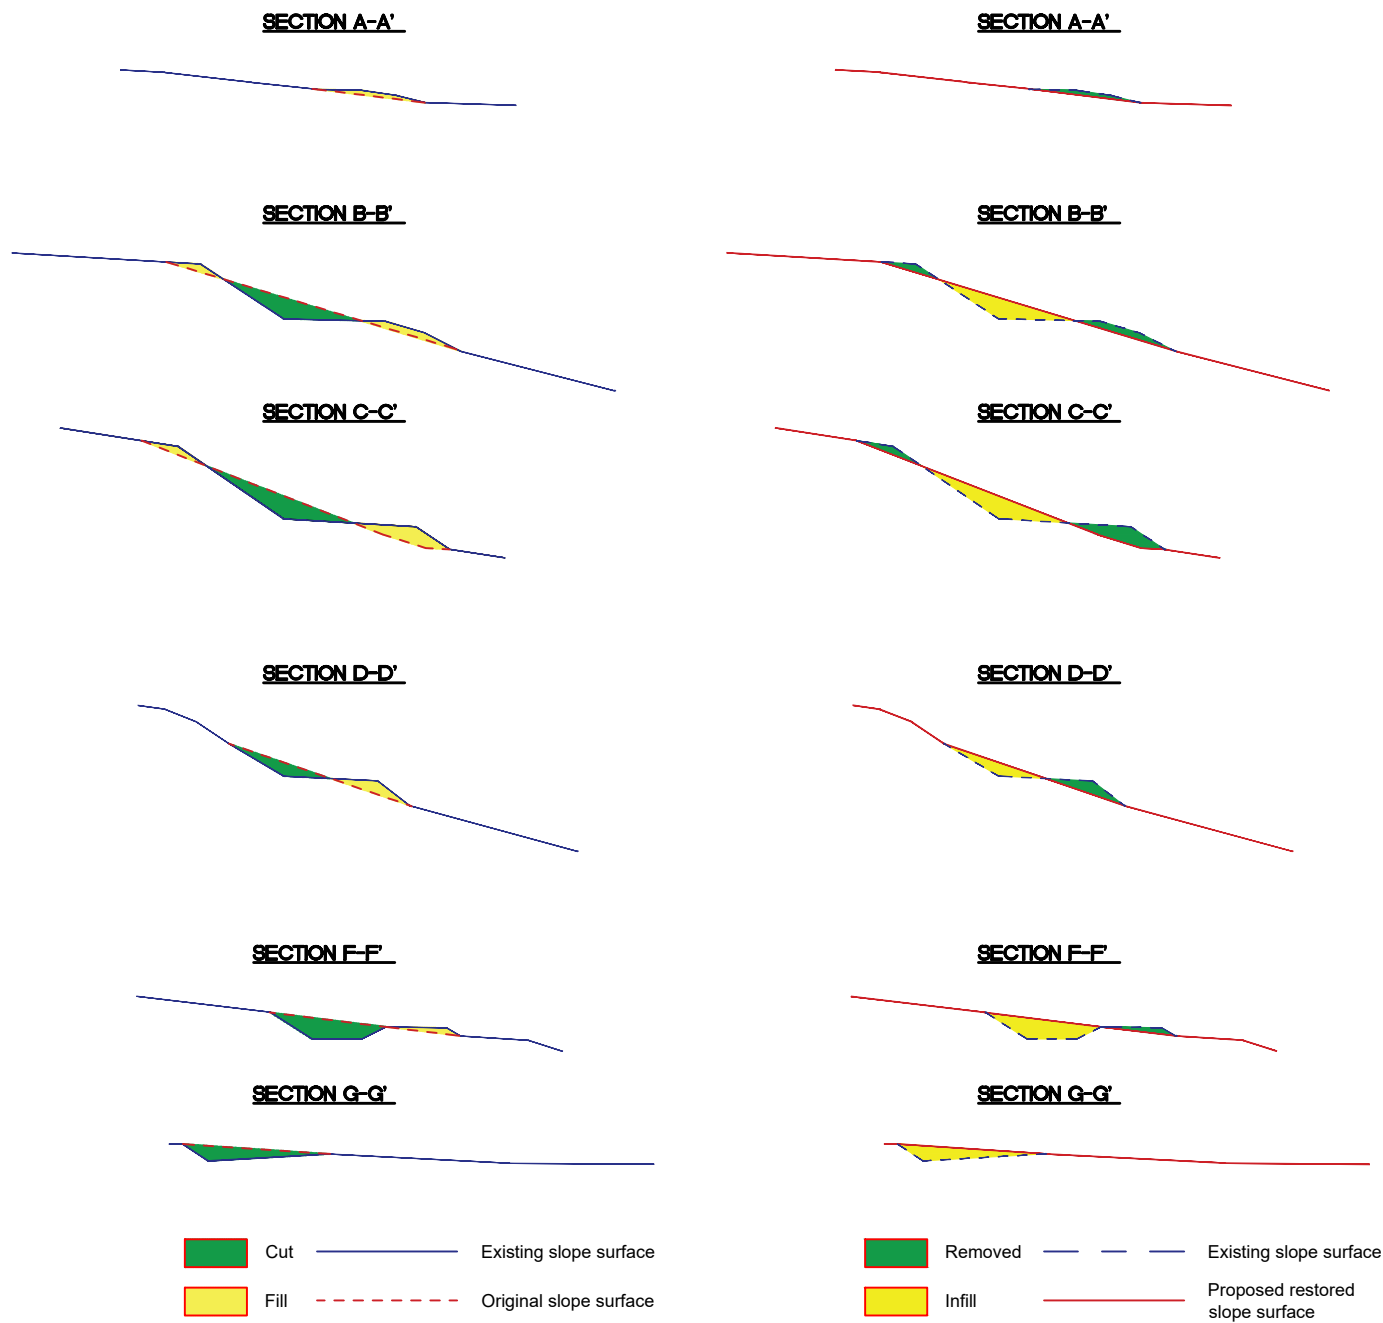 SECTION A-A'
SECTION A-A'
SECTION B-B'
SECTION B-B'
SECTION C-C'
SECTION C-C'
SECTION D-D'
SECTION D-D'
SECTION F-F'
SECTION F-F'
SECTION G-G'
SECTION G-G'
Cut
Existing slope surface
Removed
Existing slope surface
Fill
Original slope surface
Infill
Proposed restored
slope surface